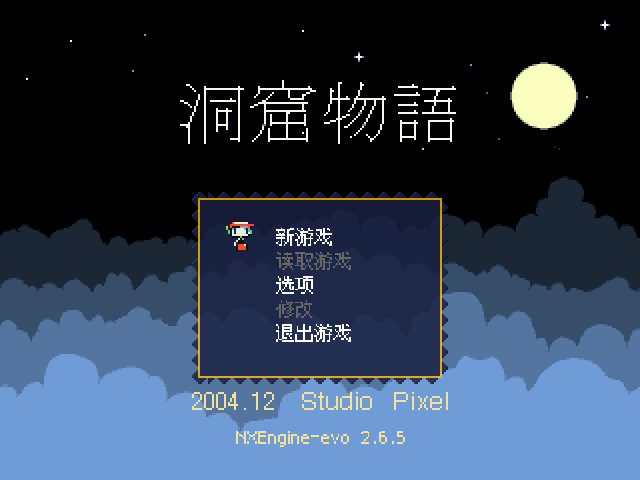 洞窟物語
新游戏
读取游戏
选项
修改
退出游戏
2004.12 Studio Pixel
NXEngine-evo 2.6.5